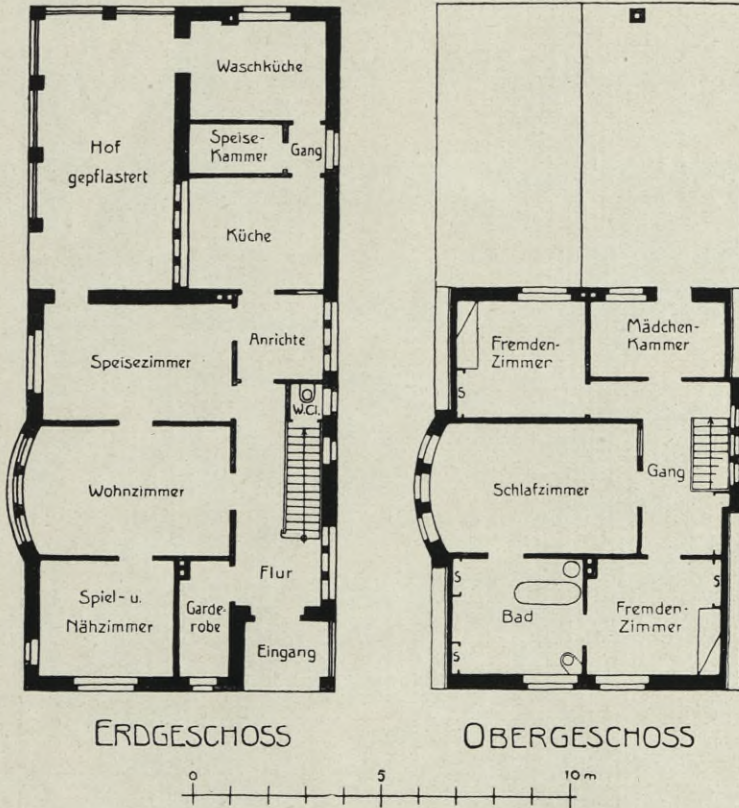 Waschküche
Speise-
Kammer
Gang
Hof
gepflastert
Küche
Anrichte
Speisezimmer
W.Cl.
Wohnzimmer
Flur
Spiel- u.
Nähzimmer
Garde-
robe
Eingang
ERDGESCHOSS
Fremden-
Zimmer
Mädchen-
Kammer
S
Gang
Schlafzimmer
S
S
Bad
Fremden-
Zimmer
S
OBERGESCHOSS
0 5 10 m